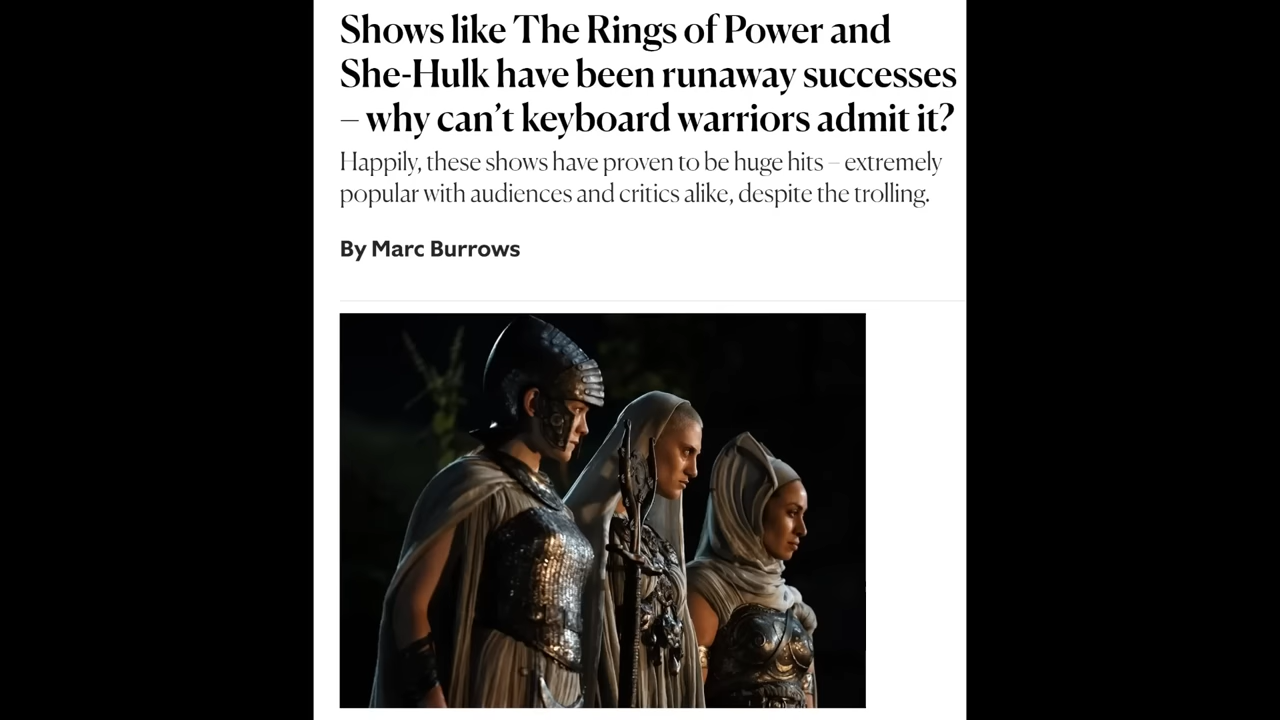 Shows like The Rings of Power and
She-Hulk have been runaway successes
– why can’t keyboard warriors admit it?
Happily, these shows have proven to be huge hits – extremely
popular with audiences and critics alike, despite the trolling.
By Marc Burrows